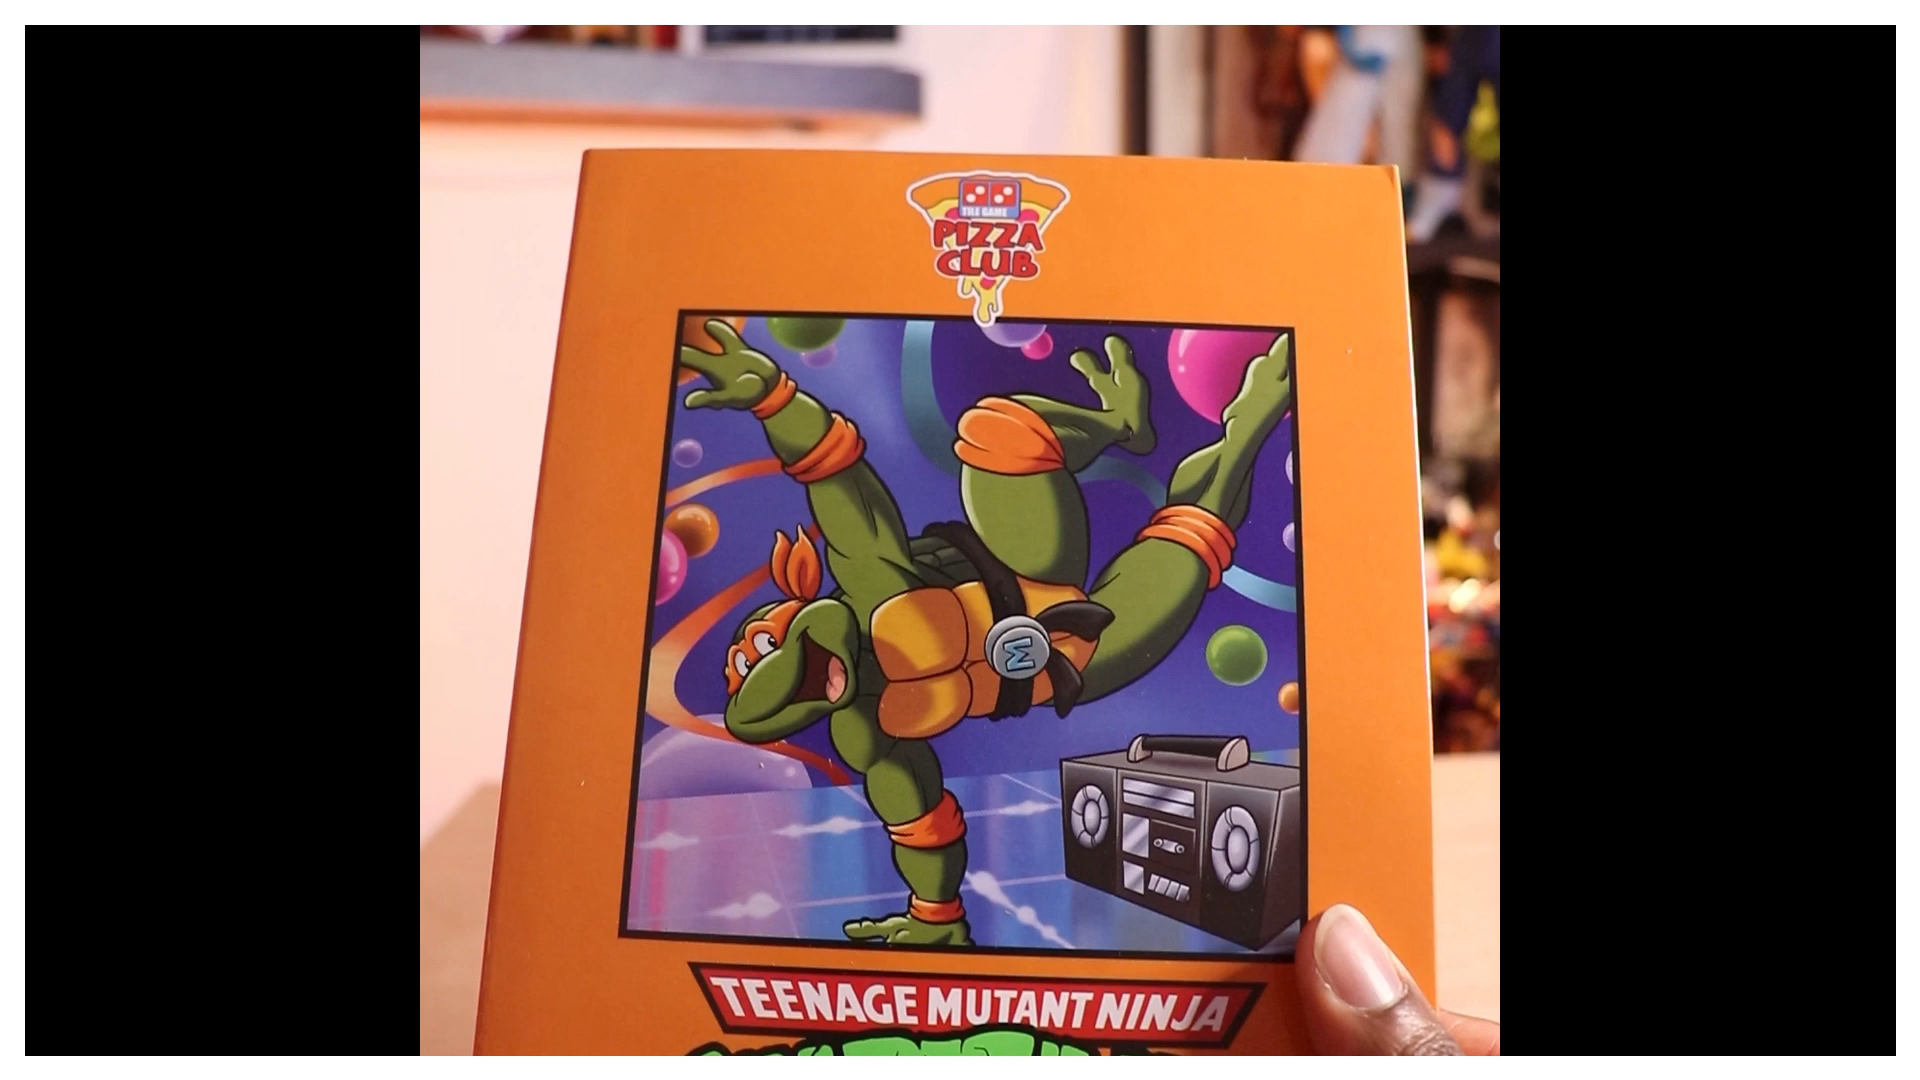 TILE GAME
PIZZA
CLUB
M
TEENAGE MUTANT NINJA